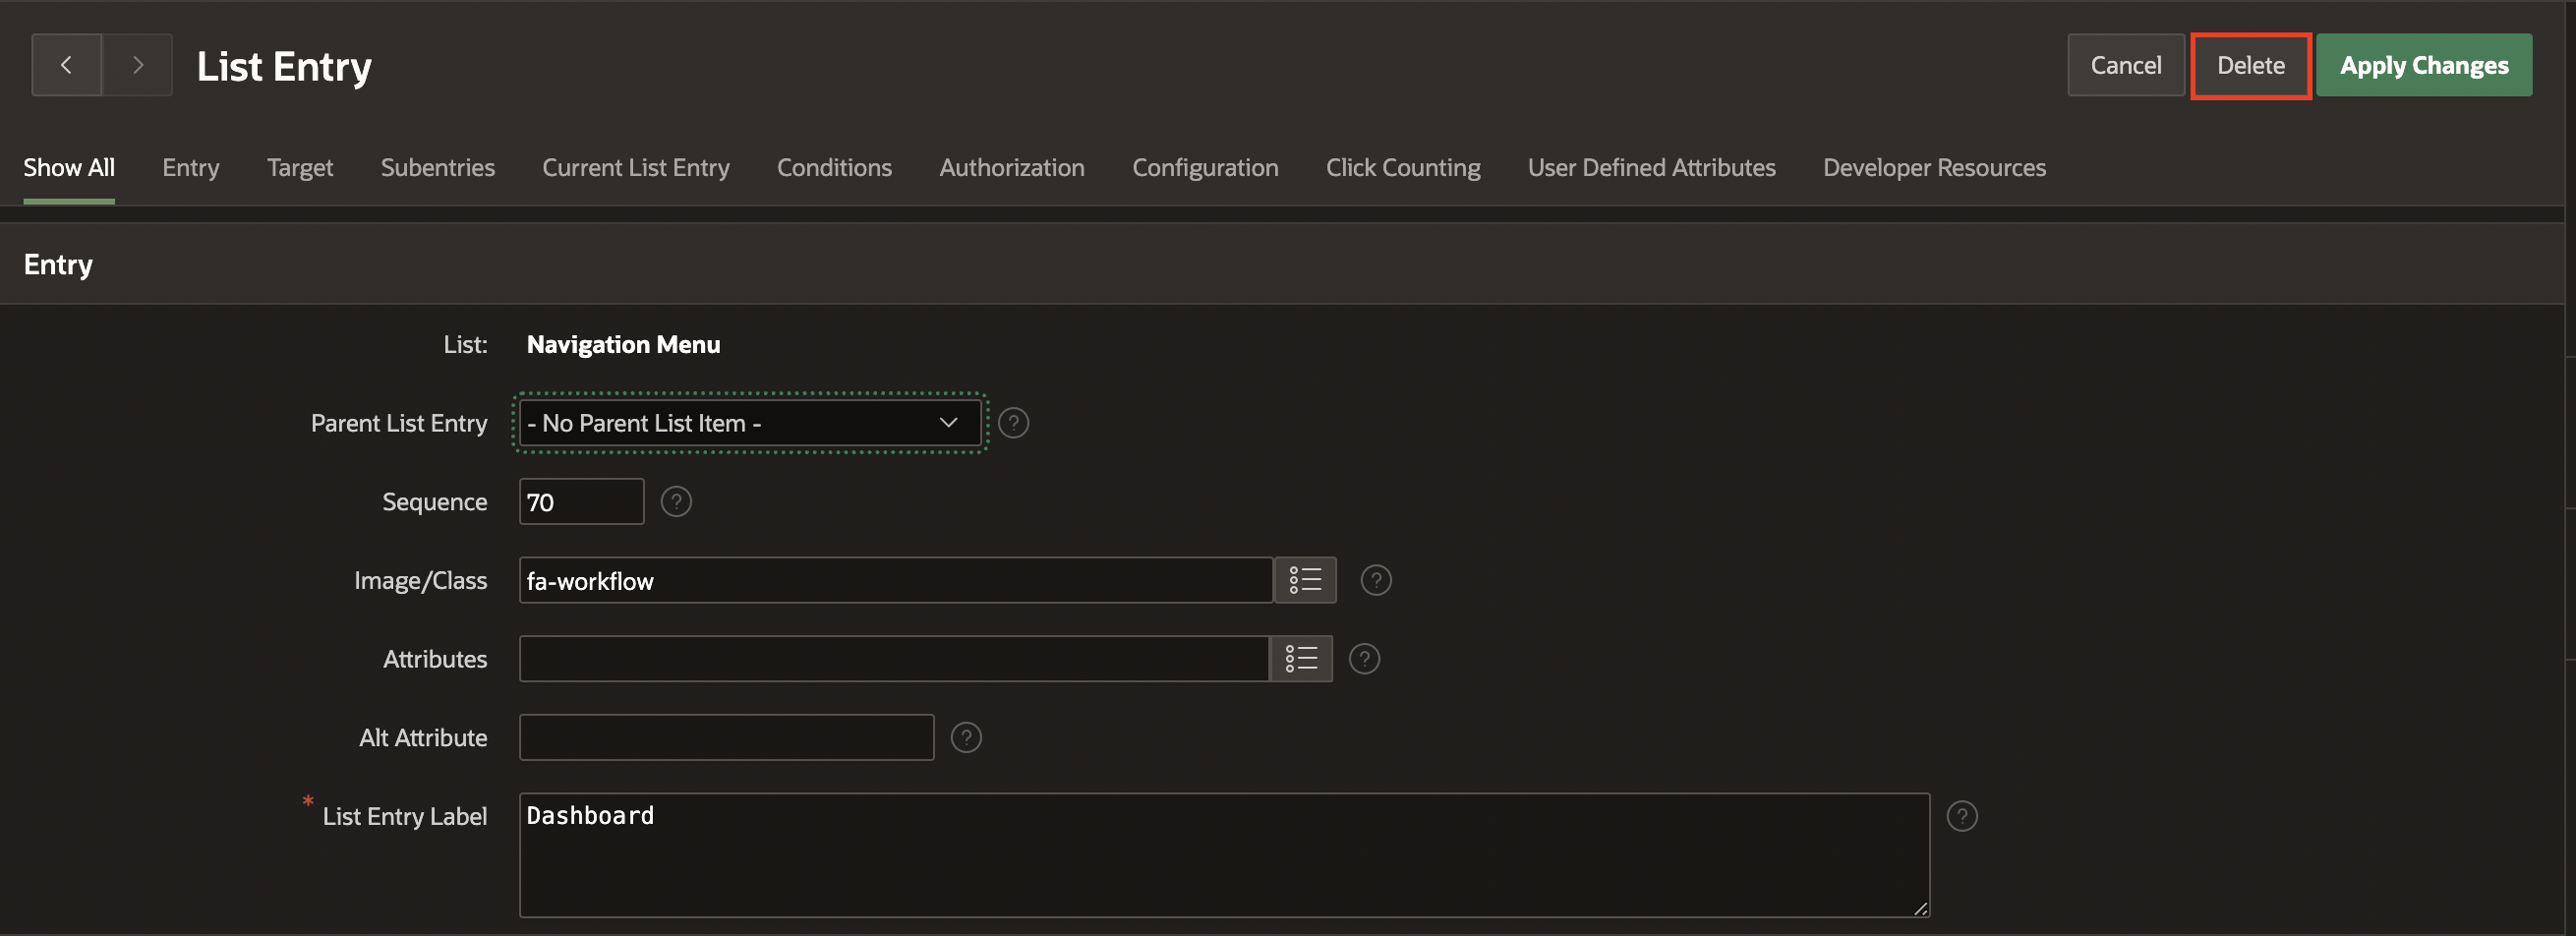 List Entry
Cancel
Delete
Apply Changes
Show All
Entry
Target
Subentries
Current List Entry
Conditions
Authorization
Configuration
Click Counting
User Defined Attributes
Developer Resources
Entry
List: Navigation Menu
Parent List Entry - No Parent List Item - ?
Sequence 70 ?
Image/Class fa-workflow ?
Attributes ?
Alt Attribute ?
* List Entry Label Dashboard ?